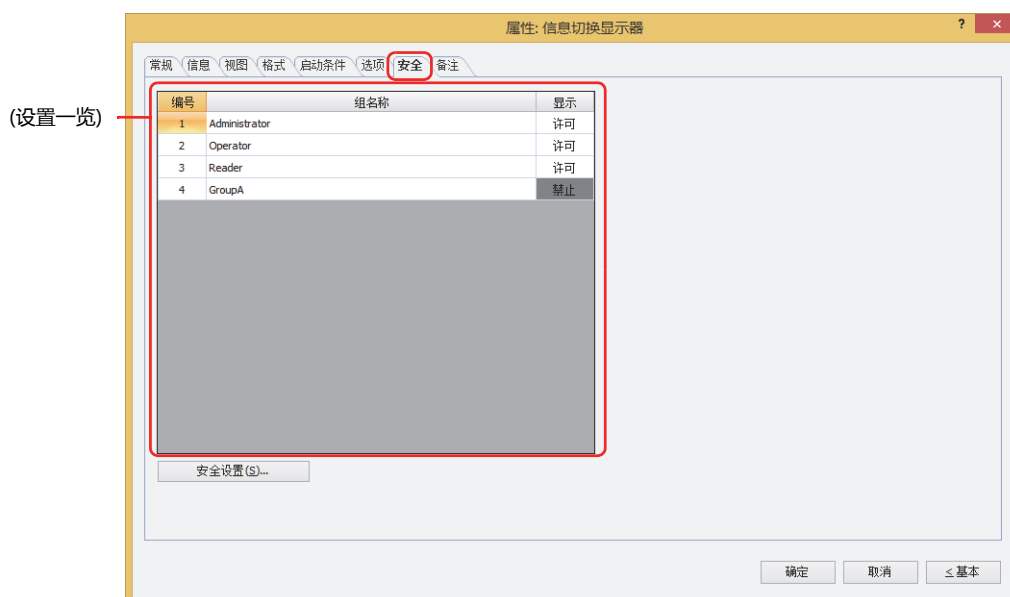 属性: 信息切换显示器
? ×
常规 信息 视图 格式 启动条件 选项 安全 备注
(设置一览)
编号 组名称 显示
1 Administrator 许可
2 Operator 许可
3 Reader 许可
4 GroupA 禁止
安全设置(S)...
确定 取消 ≤基本